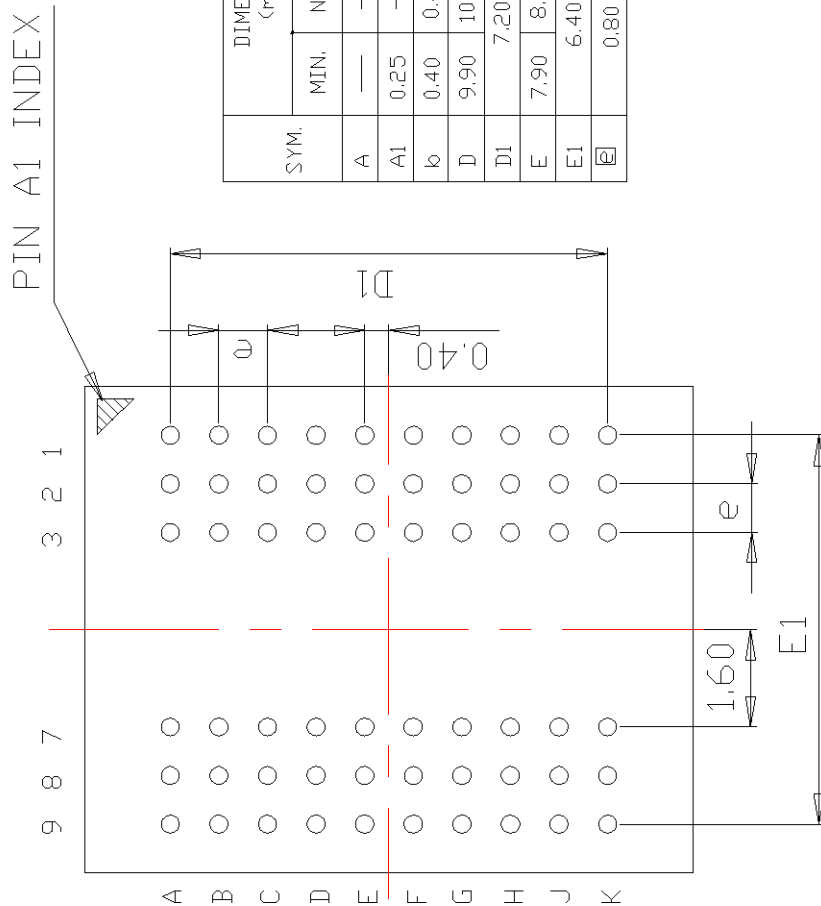 PIN A1 INDEX
SYM.
MIN.
A —
A1 0.25
b 0.40
D 9.90
D1 7.20
E 7.90
E1 6.40
e 0.80
D1
e
0.40
1 2 3 7 8 9
e
1.60
E1
A B C D E F G H J K